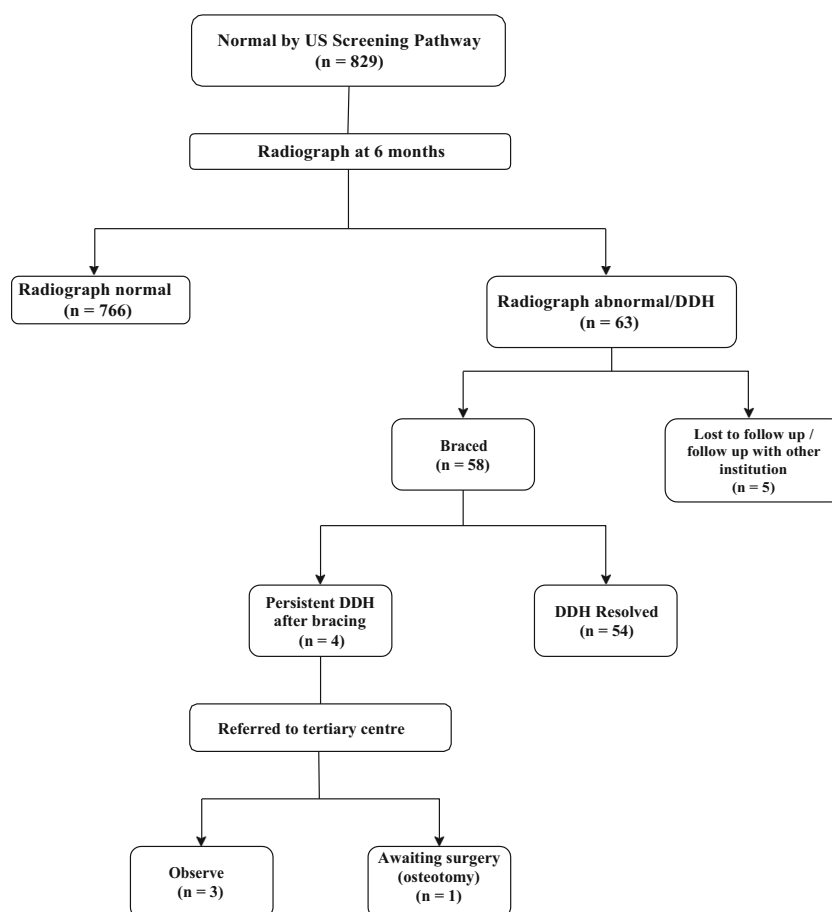 Normal by US Screening Pathway
(n = 829)
Radiograph at 6 months
Radiograph normal
(n = 766)
Radiograph abnormal/DDH
(n = 63)
Braced
(n = 58)
Lost to follow up /
follow up with other
institution
(n = 5)
Persistent DDH
after bracing
(n = 4)
DDH Resolved
(n = 54)
Referred to tertiary centre
Observe
(n = 3)
Awaiting surgery
(osteotomy)
(n = 1)